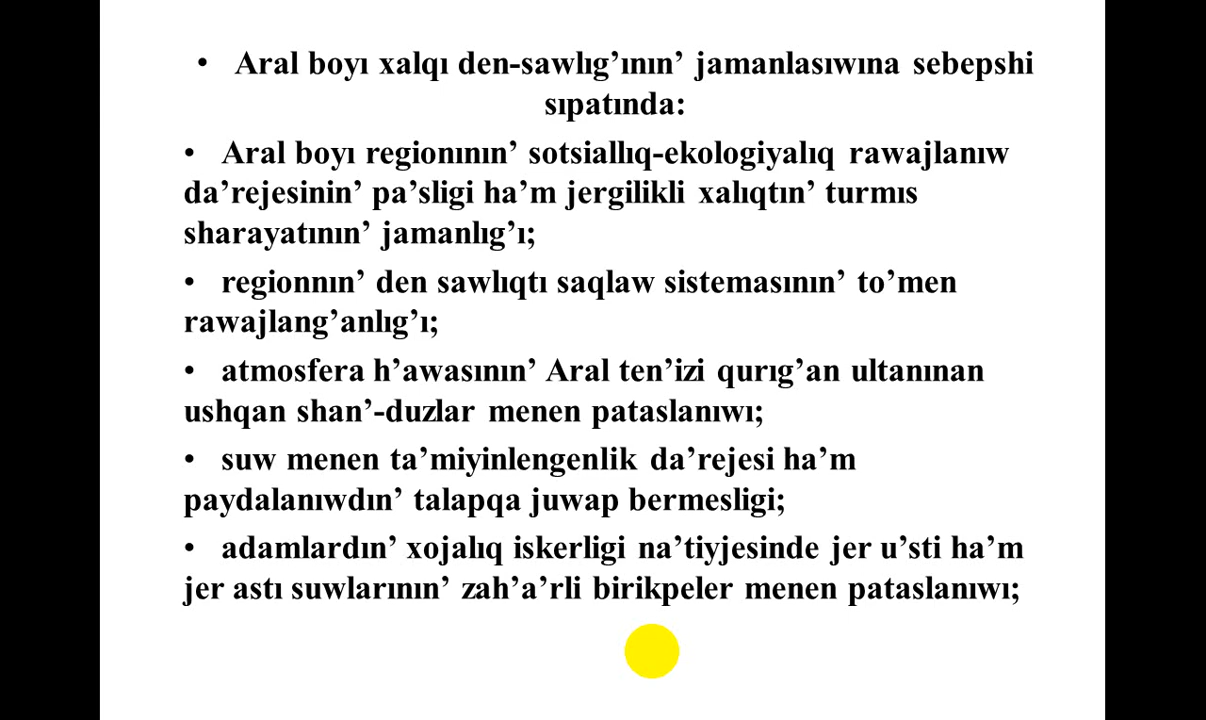 • Aral boyı xalqı den-sawlıg’ının’ jamanlasıwına sebepshi
sıpatında:
• Aral boyı regionının’ sotsiallıq-ekologiyalıq rawajlanıw
da’rejesinin’ pa’sligi ha’m jergilikli xalıqtın’ turmıs
sharayatının’ jamanlıg’ı;
• regionnın’ den sawlıqtı saqlaw sistemasının’ to’men
rawajlang’anlıg’ı;
• atmosfera h’awasının’ Aral ten’izi qurıg’an ultanınan
ushqan shan’-duzlar menen pataslanıwı;
• suw menen ta’miyinlengenlik da’rejesi ha’m
paydalanıwdın’ talapqa juwap bermesligi;
• adamlardın’ xojalıq iskerligi na’tiyjesinde jer u’sti ha’m
jer astı suwlarının’ zah’a’rli birikpeler menen pataslanıwı;